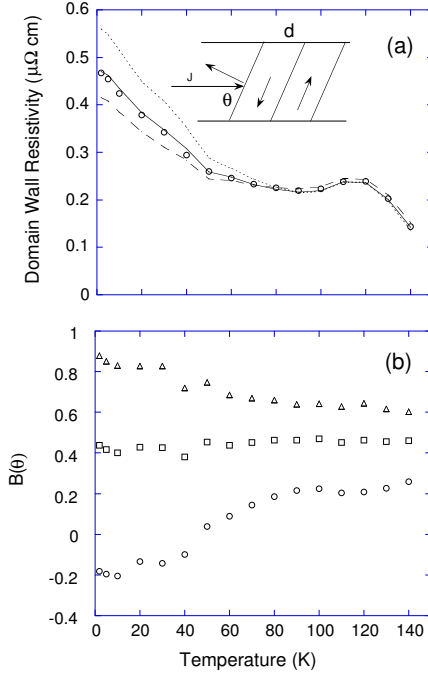 0.6
0.5
0.4
0.3
0.2
0.1
0
Domain Wall Resistivity (μΩ cm)
d
(a)
J
θ
1
0.8
0.6
0.4
0.2
0
-0.2
-0.4
B(θ)
(b)
0 20 40 60 80 100 120 140
Temperature (K)